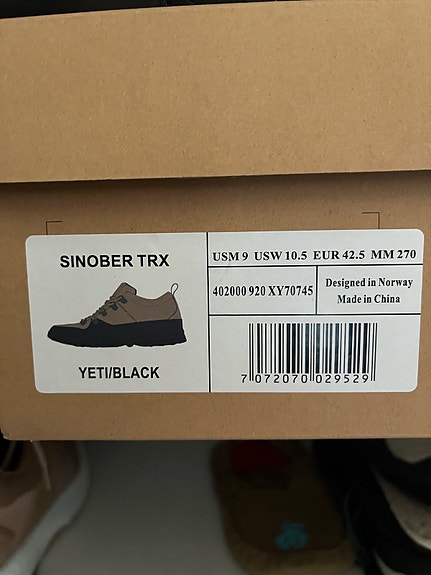 SINOBER TRX
YETI/BLACK
USM 9 USW 10.5 EUR 42.5 MM 270
402000 920 XY70745
Designed in Norway
Made in China
7 072070 029529